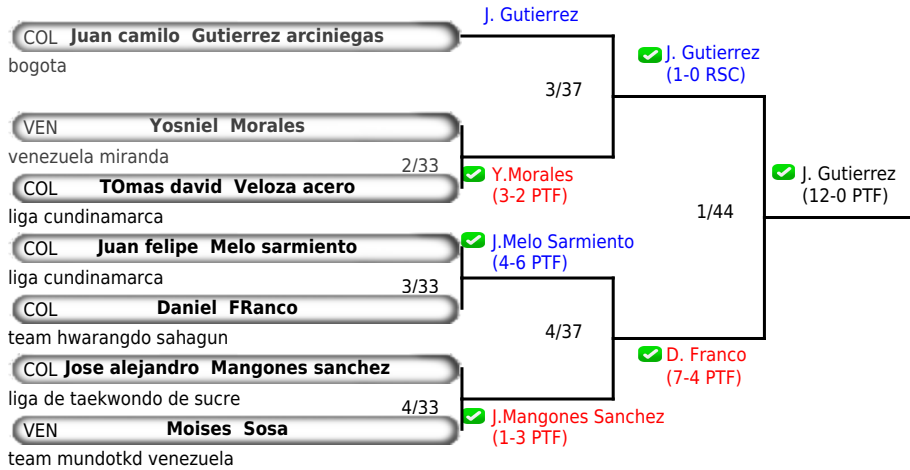 J. Gutierrez
COL Juan camilo Gutierrez arciniegas
bogota
J. Gutierrez
(1-0 RSC)
3/37
VEN Yosniel Morales
venezuela miranda
2/33
Y.Morales
(3-2 PTF)
COL TOmas david Veloza acero
liga cundinamarca
J. Gutierrez
(12-0 PTF)
1/44
COL Juan felipe Melo sarmiento
liga cundinamarca
J.Melo Sarmiento
(4-6 PTF)
3/33
COL Daniel FRanco
team hwarangdo sahagun
4/37
D. Franco
(7-4 PTF)
COL Jose alejandro Mangones sanchez
liga de taekwondo de sucre
4/33
J.Mangones Sanchez
(1-3 PTF)
VEN Moises Sosa
team mundotkd venezuela